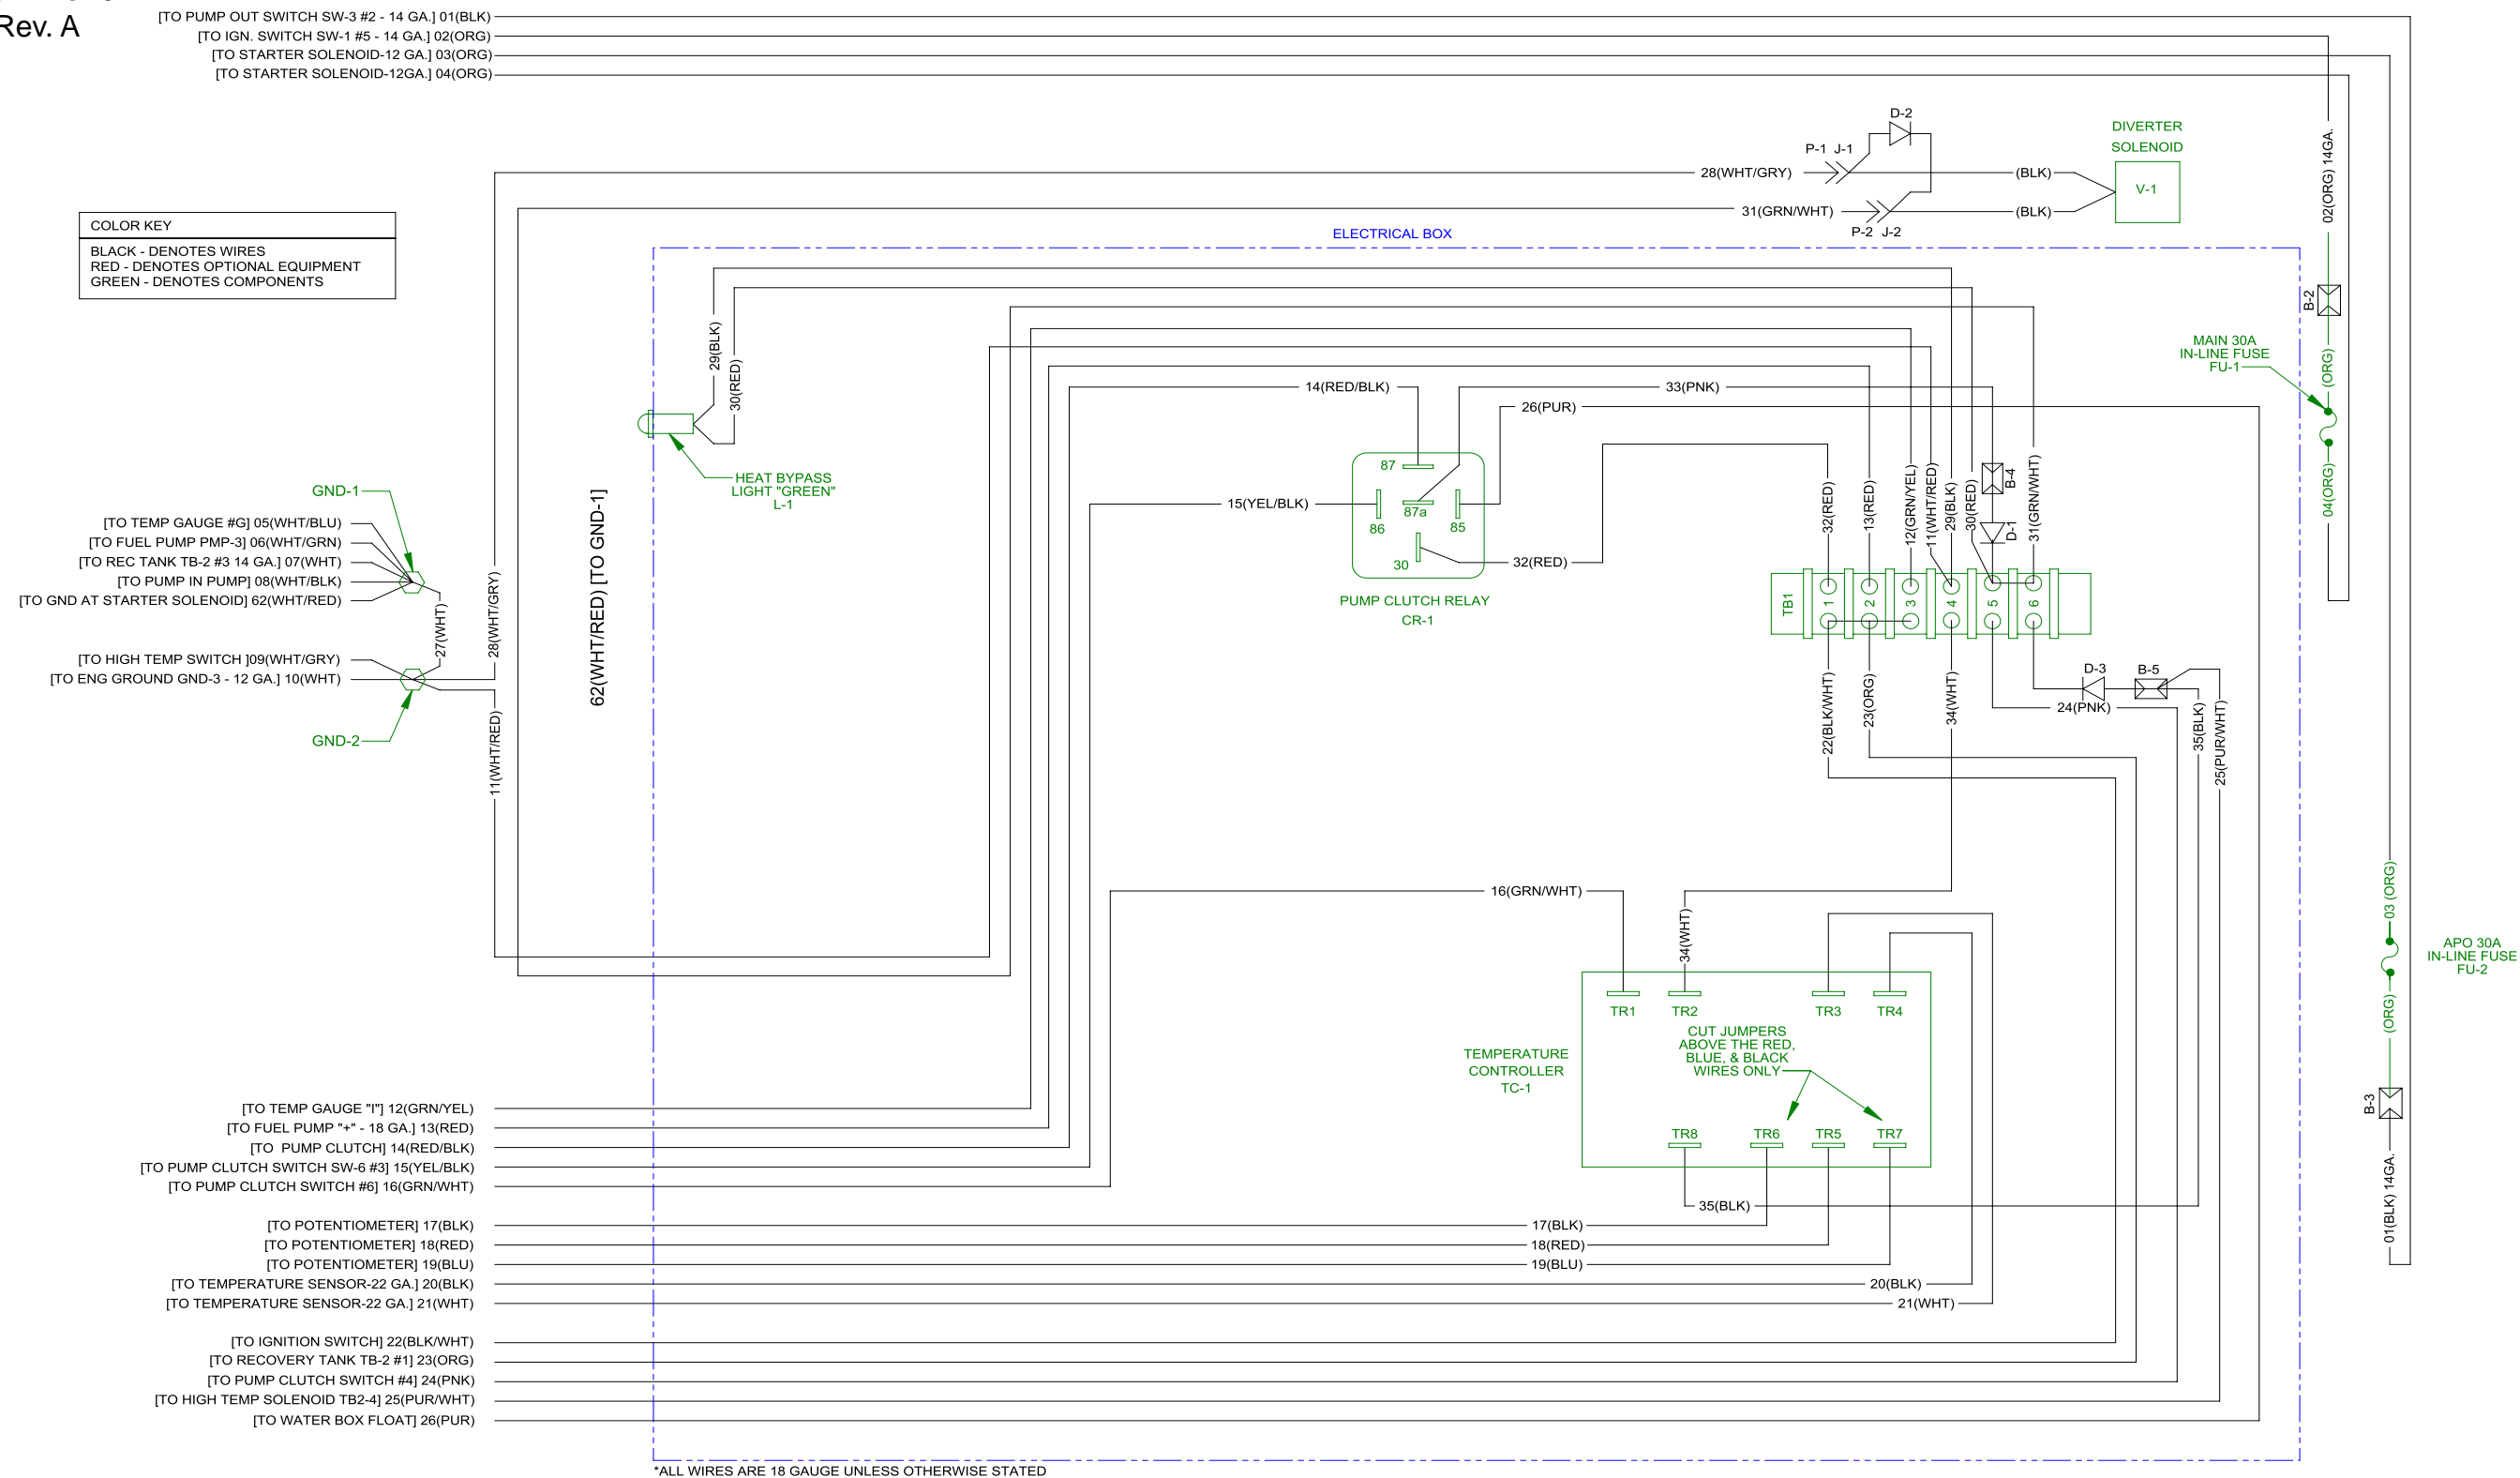 Rev. A
[TO PUMP OUT SWITCH SW-3 #2 - 14 GA.] 01(BLK)
[TO IGN. SWITCH SW-1 #5 - 14 GA.] 02(ORG)
[TO STARTER SOLENOID-12 GA.] 03(ORG)
[TO STARTER SOLENOID-12GA.] 04(ORG)
COLOR KEY
BLACK - DENOTES WIRES
RED - DENOTES OPTIONAL EQUIPMENT
GREEN - DENOTES COMPONENTS
D-2
P-1 J-1
28(WHT/GRY)
(BLK)
DIVERTER
SOLENOID
V-1
31(GRN/WHT)
(BLK)
P-2 J-2
02(ORG) 14GA.
B-2
MAIN 30A
IN-LINE FUSE
FU-1
(ORG)
04(ORG)
ELECTRICAL BOX
29(BLK)
30(RED)
14(RED/BLK)
33(PNK)
26(PUR)
HEAT BYPASS
LIGHT "GREEN"
L-1
15(YEL/BLK)
87
86
87a
85
30
32(RED)
PUMP CLUTCH RELAY
CR-1
32(RED)
13(RED)
12(GRN/YEL)
11(WHT/RED)
29(BLK)
30(RED)
B-4
D-1
31(GRN/WHT)
TB1
1
2
3
4
5
6
GND-1
[TO TEMP GAUGE #G] 05(WHT/BLU)
[TO FUEL PUMP PMP-3] 06(WHT/GRN)
[TO REC TANK TB-2 #3 14 GA.] 07(WHT)
[TO PUMP IN PUMP] 08(WHT/BLK)
[TO GND AT STARTER SOLENOID] 62(WHT/RED)
27(WHT)
28(WHT/GRY)
62(WHT/RED) [TO GND-1]
[TO HIGH TEMP SWITCH ]09(WHT/GRY)
[TO ENG GROUND GND-3 - 12 GA.] 10(WHT)
GND-2
11(WHT/RED)
22(BLK/WHT)
23(ORG)
34(WHT)
D-3
B-5
24(PNK)
35(BLK)
25(PUR/WHT)
16(GRN/WHT)
34(WHT)
03 (ORG)
APO 30A
IN-LINE FUSE
FU-2
(ORG)
B-3
01(BLK) 14GA.
TR1
TR2
TR3
TR4
CUT JUMPERS
ABOVE THE RED,
BLUE, & BLACK
WIRES ONLY
TEMPERATURE
CONTROLLER
TC-1
TR8
TR6
TR5
TR7
[TO TEMP GAUGE "I"] 12(GRN/YEL)
[TO FUEL PUMP "+" - 18 GA.] 13(RED)
[TO PUMP CLUTCH] 14(RED/BLK)
[TO PUMP CLUTCH SWITCH SW-6 #3] 15(YEL/BLK)
[TO PUMP CLUTCH SWITCH #6] 16(GRN/WHT)
35(BLK)
[TO POTENTIOMETER] 17(BLK)
17(BLK)
[TO POTENTIOMETER] 18(RED)
18(RED)
[TO POTENTIOMETER] 19(BLU)
19(BLU)
[TO TEMPERATURE SENSOR-22 GA.] 20(BLK)
20(BLK)
[TO TEMPERATURE SENSOR-22 GA.] 21(WHT)
21(WHT)
[TO IGNITION SWITCH] 22(BLK/WHT)
[TO RECOVERY TANK TB-2 #1] 23(ORG)
[TO PUMP CLUTCH SWITCH #4] 24(PNK)
[TO HIGH TEMP SOLENOID TB2-4] 25(PUR/WHT)
[TO WATER BOX FLOAT] 26(PUR)
*ALL WIRES ARE 18 GAUGE UNLESS OTHERWISE STATED